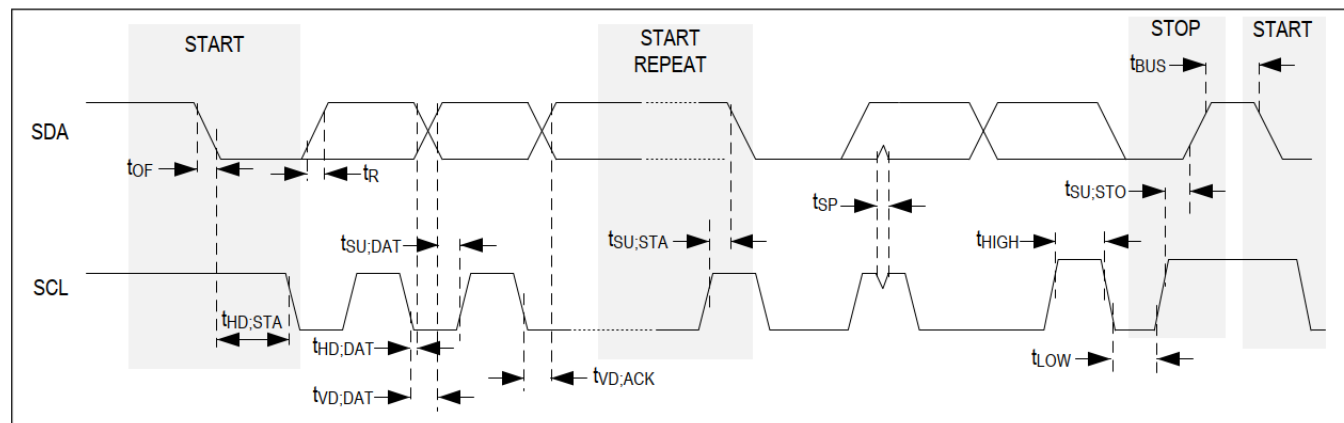 START
START
REPEAT
STOP
START
tBUS
SDA
tOF
tR
tSP
tSU;STO
tSU;DAT
tSU;STA
tHIGH
SCL
tHD;STA
tHD;DAT
tLOW
tVD;DAT
tVD;ACK